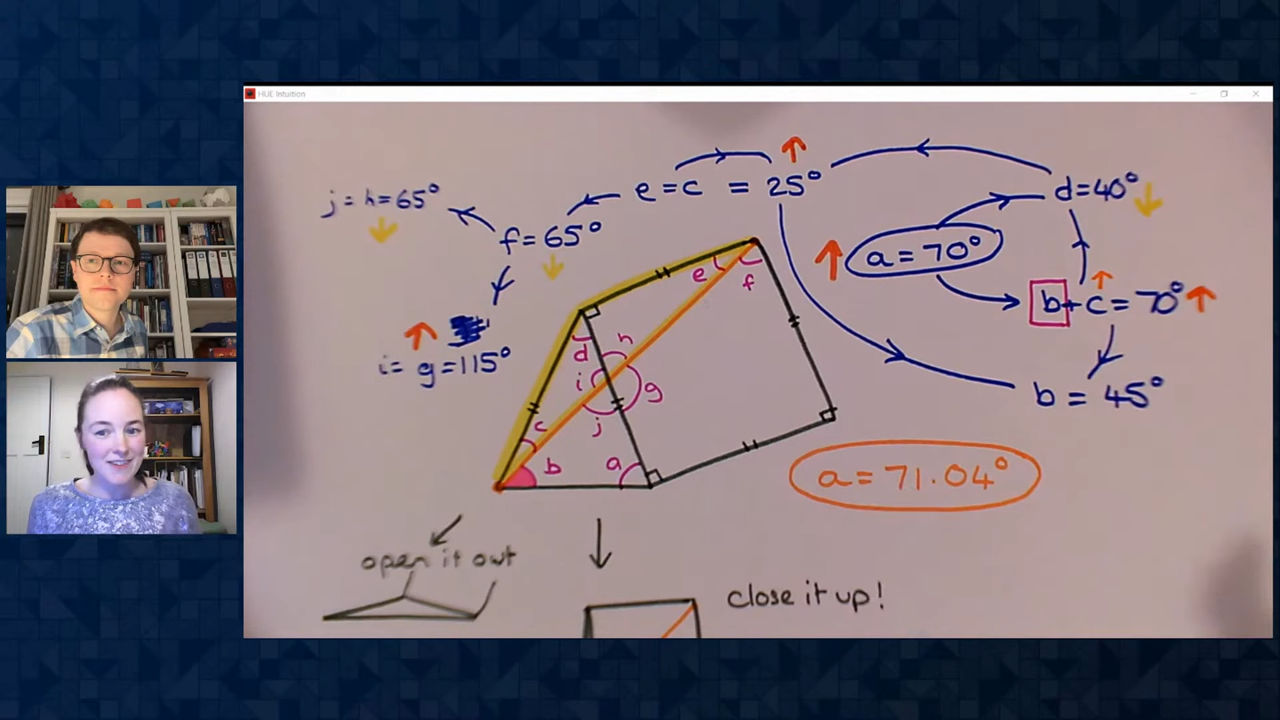 HUE Intuition
j = h = 65°
e = c = 25°
d = 40°
f = 65°
a = 70°
b + c = 70°
i = g = 115°
b = 45°
e
f
d
h
i
g
c
j
b
a
a = 71.04°
open it out
close it up!